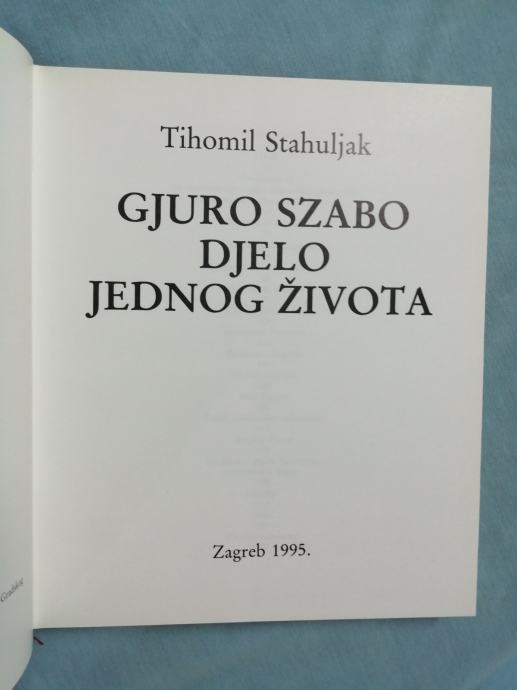 Tihomil Stahuljak
GJURO SZABO
DJELO
JEDNOG ŽIVOTA
Zagreb 1995.